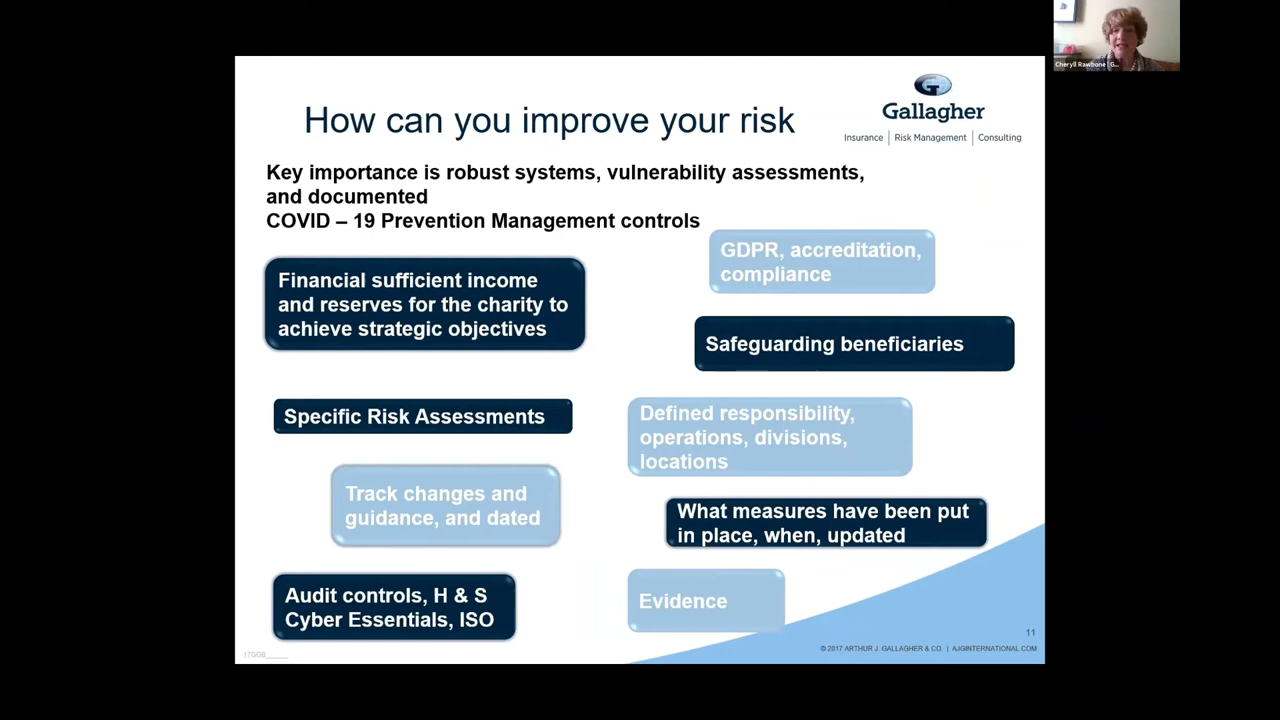 Cheryll Rawbone G...
How can you improve your risk
Gallagher
Insurance | Risk Management | Consulting
Key importance is robust systems, vulnerability assessments,
and documented
COVID – 19 Prevention Management controls
GDPR, accreditation,
compliance
Financial sufficient income
and reserves for the charity to
achieve strategic objectives
Safeguarding beneficiaries
Specific Risk Assessments
Defined responsibility,
operations, divisions,
locations
Track changes and
guidance, and dated
What measures have been put
in place, when, updated
Audit controls, H & S
Cyber Essentials, ISO
Evidence
11
© 2017 ARTHUR J. GALLAGHER & CO. | AJGINTERNATIONAL.COM